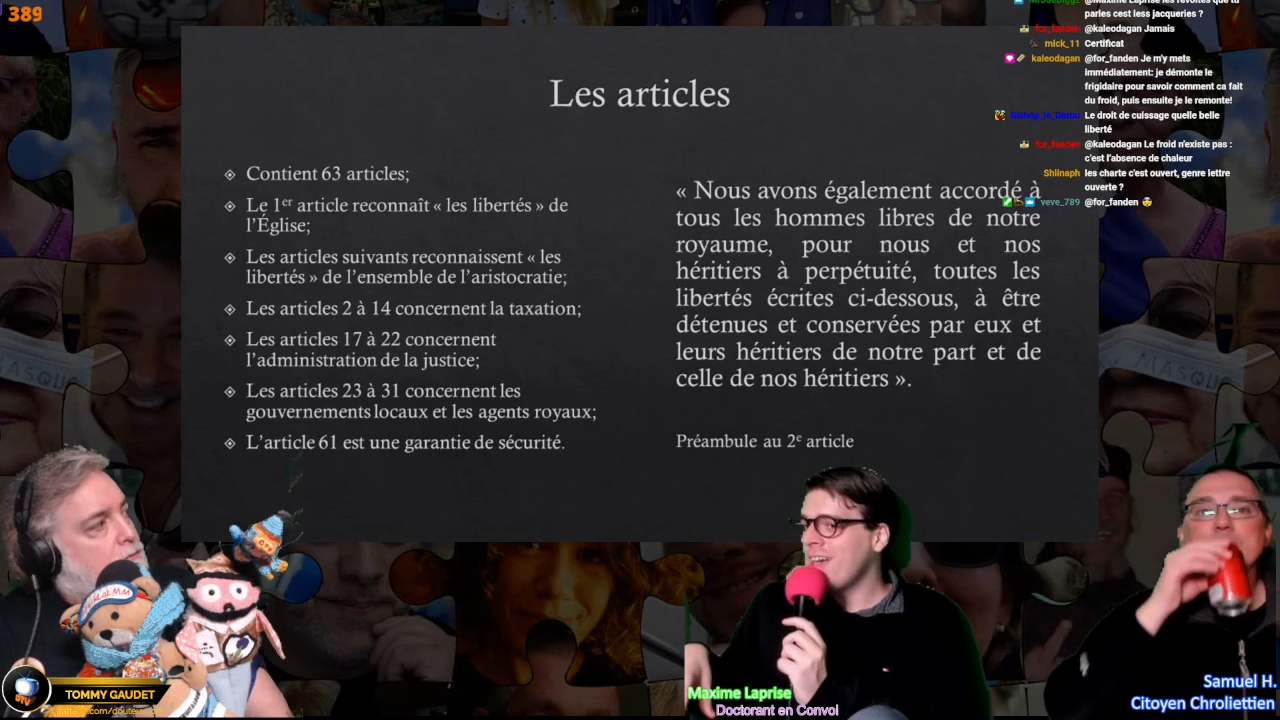 389
Les articles
Contient 63 articles;
Le 1er article reconnaît « les libertés » de
l'Église;
Les articles suivants reconnaissent « les
libertés » de l'ensemble de l'aristocratie;
Les articles 2 à 14 concernent la taxation;
Les articles 17 à 22 concernent
l'administration de la justice;
Les articles 23 à 31 concernent les
gouvernements locaux et les agents royaux;
L'article 61 est une garantie de sécurité.
« Nous avons également accordé à
tous les hommes libres de notre
royaume, pour nous et nos
héritiers à perpétuité, toutes les
libertés écrites ci-dessous, à être
détenues et conservées par eux et
leurs héritiers de notre part et de
celle de nos héritiers ».
Préambule au 2e article
parles cest less jacqueries ?
for_fanden @kaleodagan Jamais
mick_11 Certificat
kaleodagan @for_fanden Je m'y mets
immédiatement: je démonte le
frigidaire pour savoir comment ca fait
du froid, puis ensuite je le remonte!
Le droit de cuissage quelle belle
liberté
for_fanden @kaleodagan Le froid n'existe pas :
c'est l'absence de chaleur
Shlinaph les charte c'est ouvert, genre lettre
ouverte ?
veve_789 @for_fanden
MASQUE
MASQUE
TOMMY GAUDET
Maxime Laprise
Doctorant en Convoi
Samuel H.
Citoyen Chroliettien